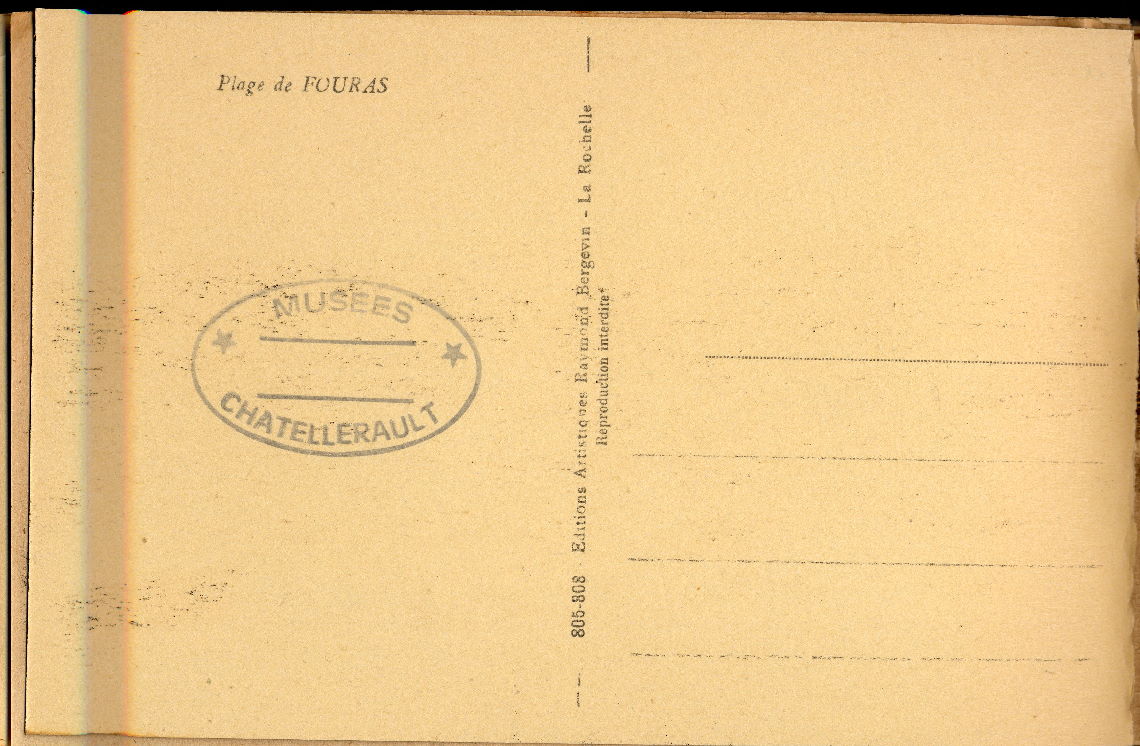 Plage de FOURAS
MUSEES
CHATELLERAULT
805-808 - Editions Artistiques Raymond Bergevin - La Rochelle
Reproduction interdite